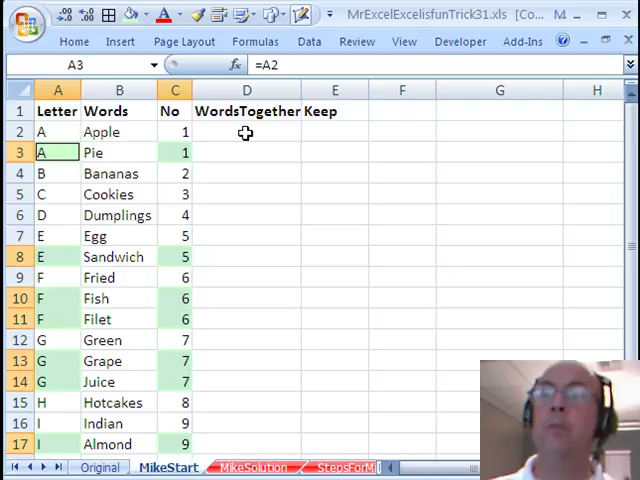 MrExcelExcelisfunTrick31.xls [Co
M
Home Insert Page Layout Formulas Data Review View Developer Add-Ins
A3 fx =A2
A B C D E F G H
1 Letter Words No WordsTogether Keep
2 A Apple 1
3 A Pie 1
4 B Bananas 2
5 C Cookies 3
6 D Dumplings 4
7 E Egg 5
8 E Sandwich 5
9 F Fried 6
10 F Fish 6
11 F Filet 6
12 G Green 7
13 G Grape 7
14 G Juice 7
15 H Hotcakes 8
16 I Indian 9
17 I Almond 9
Original MikeStart MikeSolution StepsForMi